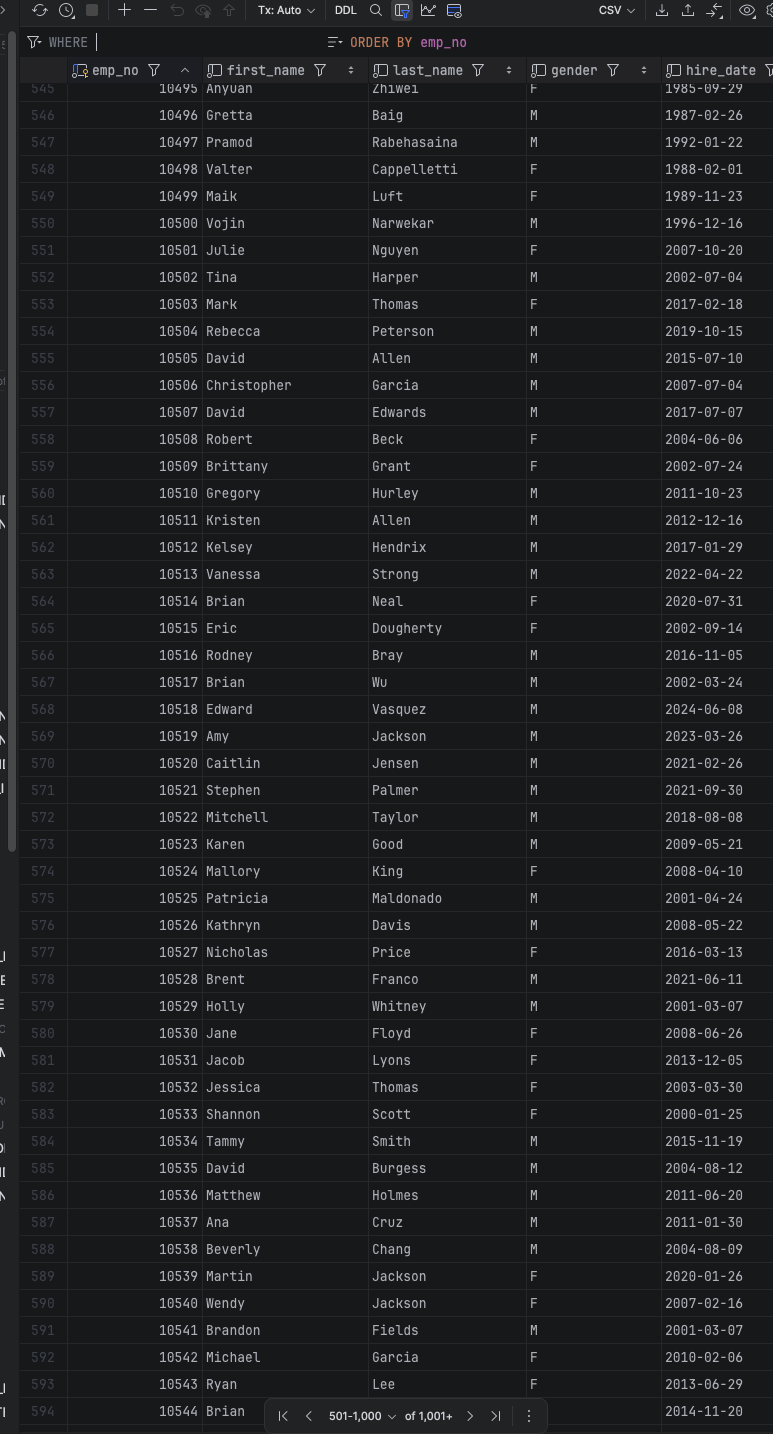 Tx: Auto DDL CSV
WHERE ORDER BY emp_no
emp_no first_name last_name gender hire_date
545 10495 Anyuan Zhiwei F 1985-09-29
546 10496 Gretta Baig M 1987-02-26
547 10497 Pramod Rabehasaina M 1992-01-22
548 10498 Valter Cappelletti F 1988-02-01
549 10499 Maik Luft F 1989-11-23
550 10500 Vojin Narwekar M 1996-12-16
551 10501 Julie Nguyen F 2007-10-20
552 10502 Tina Harper M 2002-07-04
553 10503 Mark Thomas F 2017-02-18
554 10504 Rebecca Peterson M 2019-10-15
555 10505 David Allen M 2015-07-10
556 10506 Christopher Garcia M 2007-07-04
557 10507 David Edwards M 2017-07-07
558 10508 Robert Beck F 2004-06-06
559 10509 Brittany Grant F 2002-07-24
560 10510 Gregory Hurley M 2011-10-23
561 10511 Kristen Allen M 2012-12-16
562 10512 Kelsey Hendrix M 2017-01-29
563 10513 Vanessa Strong M 2022-04-22
564 10514 Brian Neal F 2020-07-31
565 10515 Eric Dougherty F 2002-09-14
566 10516 Rodney Bray M 2016-11-05
567 10517 Brian Wu M 2002-03-24
568 10518 Edward Vasquez M 2024-06-08
569 10519 Amy Jackson M 2023-03-26
570 10520 Caitlin Jensen M 2021-02-26
571 10521 Stephen Palmer M 2021-09-30
572 10522 Mitchell Taylor M 2018-08-08
573 10523 Karen Good M 2009-05-21
574 10524 Mallory King F 2008-04-10
575 10525 Patricia Maldonado M 2001-04-24
576 10526 Kathryn Davis M 2008-05-22
577 10527 Nicholas Price F 2016-03-13
578 10528 Brent Franco M 2021-06-11
579 10529 Holly Whitney M 2001-03-07
580 10530 Jane Floyd F 2008-06-26
581 10531 Jacob Lyons F 2013-12-05
582 10532 Jessica Thomas F 2003-03-30
583 10533 Shannon Scott F 2000-01-25
584 10534 Tammy Smith M 2015-11-19
585 10535 David Burgess M 2004-08-12
586 10536 Matthew Holmes M 2011-06-20
587 10537 Ana Cruz M 2011-01-30
588 10538 Beverly Chang M 2004-08-09
589 10539 Martin Jackson F 2020-01-26
590 10540 Wendy Jackson F 2007-02-16
591 10541 Brandon Fields M 2001-03-07
592 10542 Michael Garcia F 2010-02-06
593 10543 Ryan Lee F 2013-06-29
594 10544 Brian 2014-11-20
501-1,000 of 1,001+